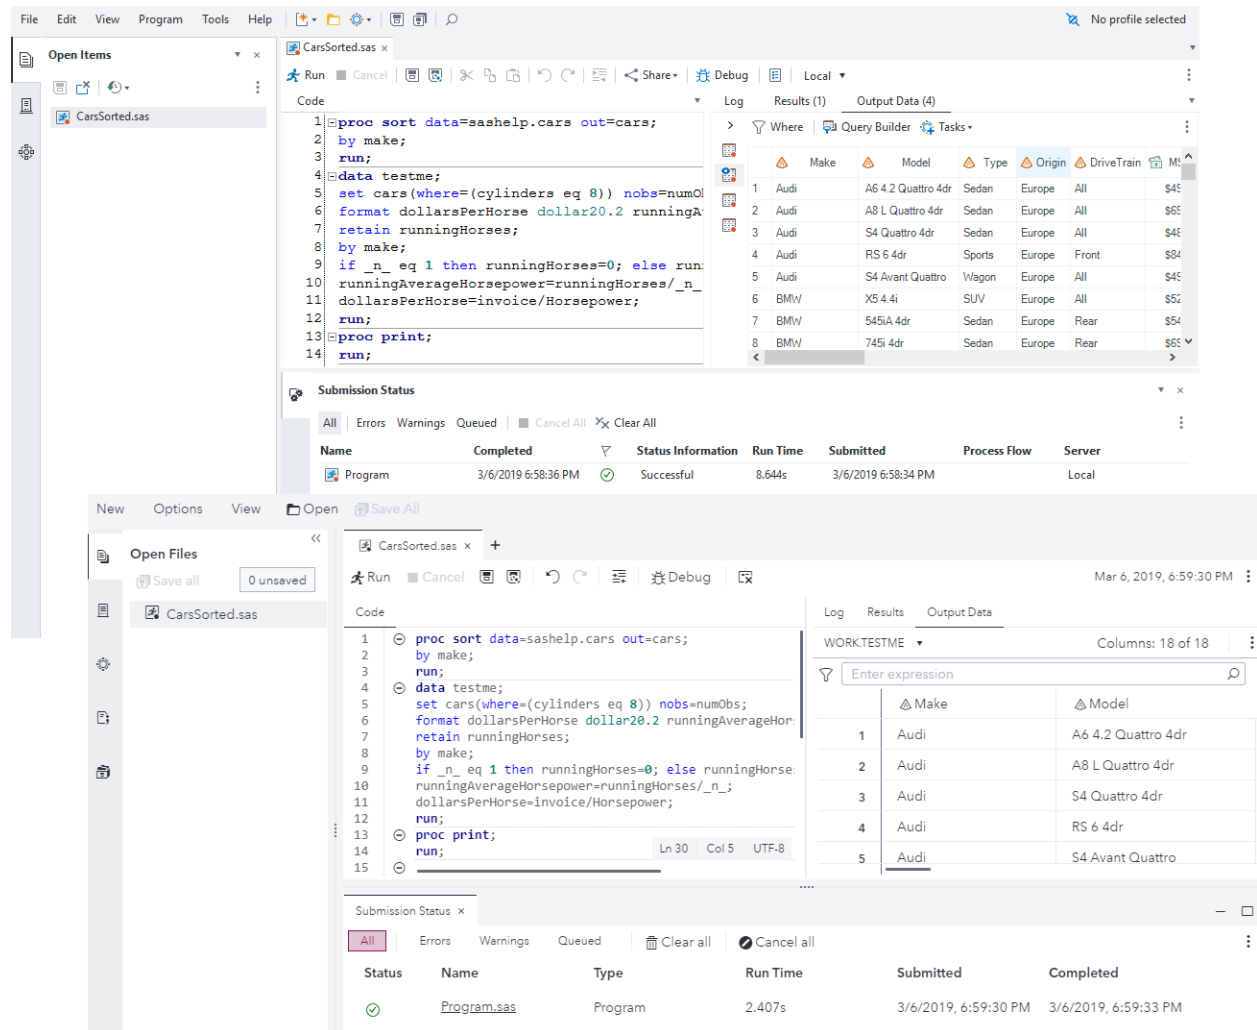 File Edit View Program Tools Help No profile selected
Open Items
CarsSorted.sas
CarsSorted.sas ×
Run Cancel Share Debug Local
Code
1 proc sort data=sashelp.cars out=cars;
2 by make;
3 run;
4 data testme;
5 set cars(where=(cylinders eq 8)) nobs=numOb
6 format dollarsPerHorse dollar20.2 runningA
7 retain runningHorses;
8 by make;
9 if _n_ eq 1 then runningHorses=0; else run
10 runningAverageHorsepower=runningHorses/_n_
11 dollarsPerHorse=invoice/Horsepower;
12 run;
13 proc print;
14 run;
Log Results (1) Output Data (4)
Where Query Builder Tasks
Make Model Type Origin DriveTrain MS
1 Audi A6 4.2 Quattro 4dr Sedan Europe All $49
2 Audi A8 L Quattro 4dr Sedan Europe All $69
3 Audi S4 Quattro 4dr Sedan Europe All $48
4 Audi RS 6 4dr Sports Europe Front $84
5 Audi S4 Avant Quattro Wagon Europe All $49
6 BMW X5 4.4i SUV Europe All $52
7 BMW 545iA 4dr Sedan Europe Rear $54
8 BMW 745i 4dr Sedan Europe Rear $69
Submission Status
All Errors Warnings Queued Cancel All Clear All
Name Completed Status Information Run Time Submitted Process Flow Server
Program 3/6/2019 6:58:36 PM Successful 8.644s 3/6/2019 6:58:34 PM Local
New Options View Open Save All
Open Files
Save all 0 unsaved
CarsSorted.sas
CarsSorted.sas × +
Run Cancel Debug Mar 6, 2019, 6:59:30 PM
Code
1 proc sort data=sashelp.cars out=cars;
2 by make;
3 run;
4 data testme;
5 set cars(where=(cylinders eq 8)) nobs=numObs;
6 format dollarsPerHorse dollar20.2 runningAverageHor
7 retain runningHorses;
8 by make;
9 if _n_ eq 1 then runningHorses=0; else runningHorse
10 runningAverageHorsepower=runningHorses/_n_;
11 dollarsPerHorse=invoice/Horsepower;
12 run;
13 proc print;
14 run;
15
Ln 30 Col 5 UTF-8
Log Results Output Data
WORK.TESTME Columns: 18 of 18
Enter expression
Make Model
1 Audi A6 4.2 Quattro 4dr
2 Audi A8 L Quattro 4dr
3 Audi S4 Quattro 4dr
4 Audi RS 6 4dr
5 Audi S4 Avant Quattro
Submission Status ×
All Errors Warnings Queued Clear all Cancel all
Status Name Type Run Time Submitted Completed
Program.sas Program 2.407s 3/6/2019, 6:59:30 PM 3/6/2019, 6:59:33 PM